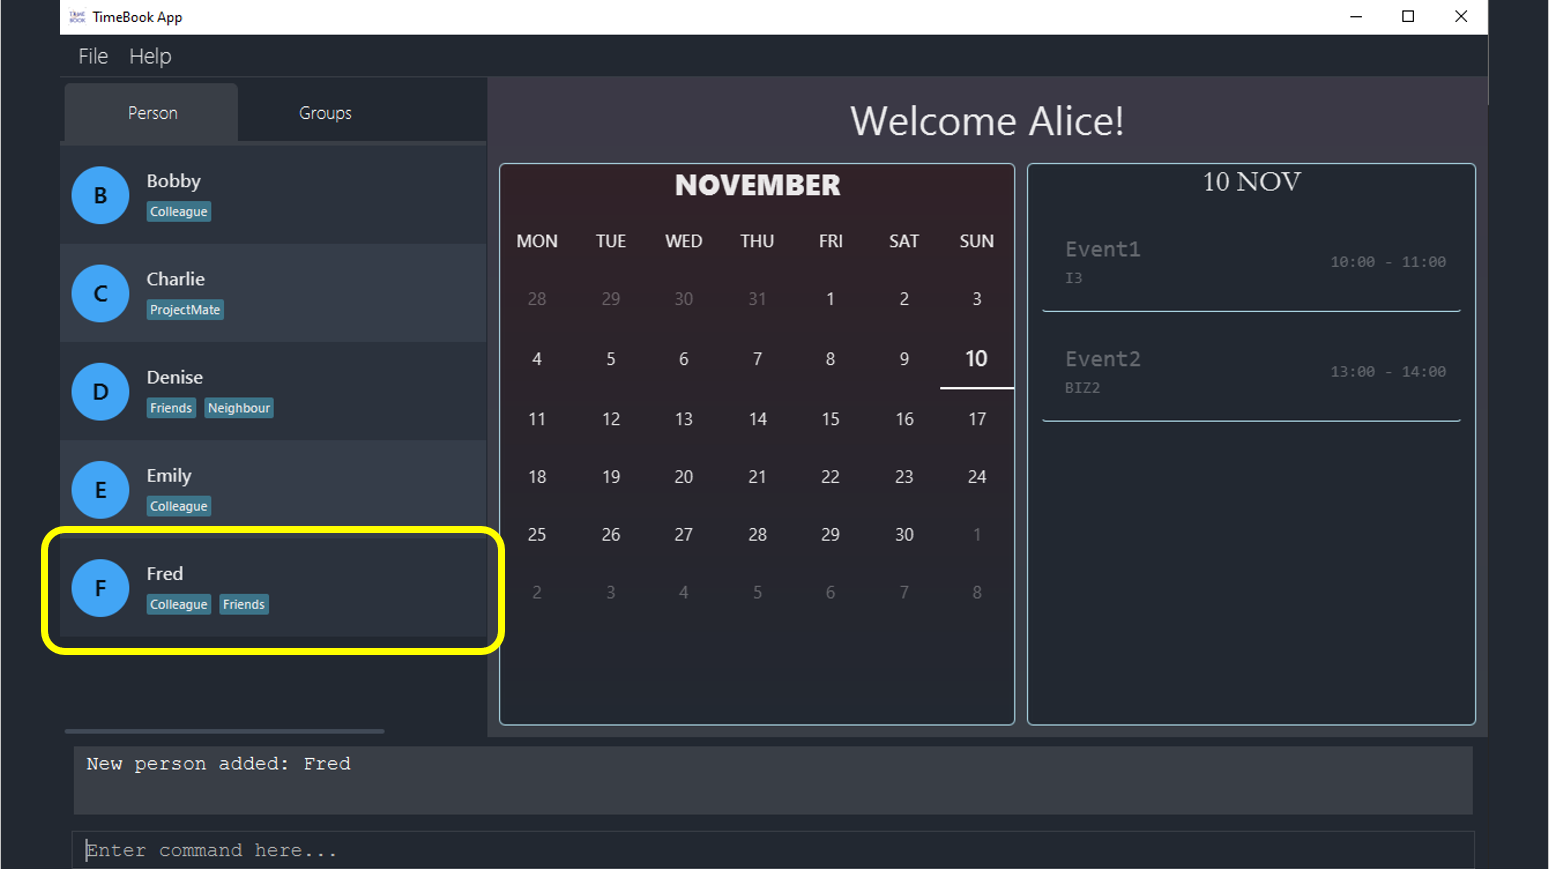 TIME BOOK TimeBook App
File Help
Person Groups
B Bobby
Colleague
C Charlie
ProjectMate
D Denise
Friends Neighbour
E Emily
Colleague
F Fred
Colleague Friends
Welcome Alice!
NOVEMBER
MON TUE WED THU FRI SAT SUN
28 29 30 31 1 2 3
4 5 6 7 8 9 10
11 12 13 14 15 16 17
18 19 20 21 22 23 24
25 26 27 28 29 30 1
2 3 4 5 6 7 8
10 NOV
Event1 10:00 - 11:00
I3
Event2 13:00 - 14:00
BIZ2
New person added: Fred
Enter command here...